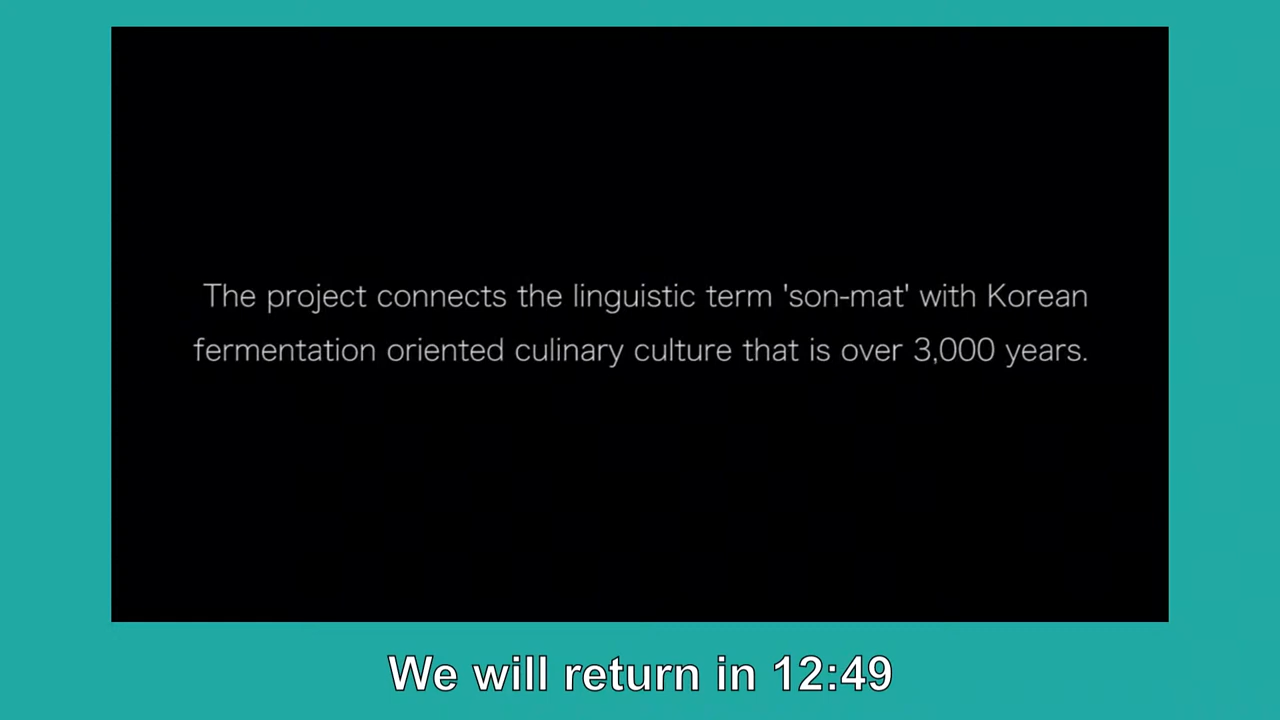 The project connects the linguistic term 'son-mat' with Korean
fermentation oriented culinary culture that is over 3,000 years.
We will return in 12:49